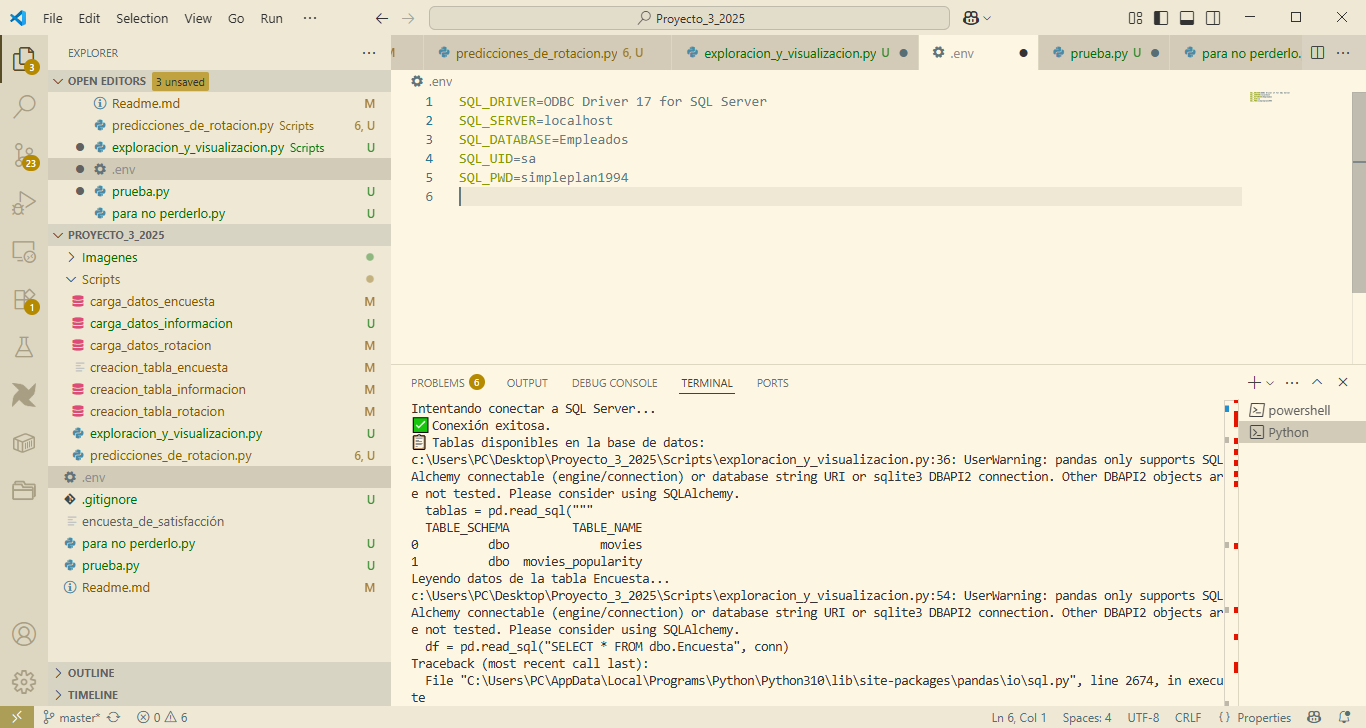 File Edit Selection View Go Run ···
Proyecto_3_2025
EXPLORER
predicciones_de_rotacion.py 6, U
exploracion_y_visualizacion.py U
.env
prueba.py U
para no perderlo.
OPEN EDITORS 3 unsaved
Readme.md M
predicciones_de_rotacion.py Scripts 6, U
exploracion_y_visualizacion.py Scripts U
.env
prueba.py U
para no perderlo.py U
PROYECTO_3_2025
Imagenes
Scripts
carga_datos_encuesta M
carga_datos_informacion U
carga_datos_rotacion M
creacion_tabla_encuesta M
creacion_tabla_informacion M
creacion_tabla_rotacion M
exploracion_y_visualizacion.py U
predicciones_de_rotacion.py 6, U
.env
.gitignore U
encuesta_de_satisfacción
para no perderlo.py U
prueba.py U
Readme.md M
OUTLINE
TIMELINE
3
23
1
.env
1 SQL_DRIVER=ODBC Driver 17 for SQL Server
2 SQL_SERVER=localhost
3 SQL_DATABASE=Empleados
4 SQL_UID=sa
5 SQL_PWD=simpleplan1994
6
PROBLEMS 6 OUTPUT DEBUG CONSOLE TERMINAL PORTS
Intentando conectar a SQL Server...
✅ Conexión exitosa.
📋 Tablas disponibles en la base de datos:
c:\Users\PC\Desktop\Proyecto_3_2025\Scripts\exploracion_y_visualizacion.py:36: UserWarning: pandas only supports SQL
Alchemy connectable (engine/connection) or database string URI or sqlite3 DBAPI2 connection. Other DBAPI2 objects ar
e not tested. Please consider using SQLAlchemy.
tablas = pd.read_sql("""
TABLE_SCHEMA TABLE_NAME
0 dbo movies
1 dbo movies_popularity
Leyendo datos de la tabla Encuesta...
c:\Users\PC\Desktop\Proyecto_3_2025\Scripts\exploracion_y_visualizacion.py:54: UserWarning: pandas only supports SQL
Alchemy connectable (engine/connection) or database string URI or sqlite3 DBAPI2 connection. Other DBAPI2 objects ar
e not tested. Please consider using SQLAlchemy.
df = pd.read_sql("SELECT * FROM dbo.Encuesta", conn)
Traceback (most recent call last):
File "C:\Users\PC\AppData\Local\Programs\Python\Python310\lib\site-packages\pandas\io\sql.py", line 2674, in execu
te
powershell
Python
master* 0 6
Ln 6, Col 1 Spaces: 4 UTF-8 CRLF {} Properties